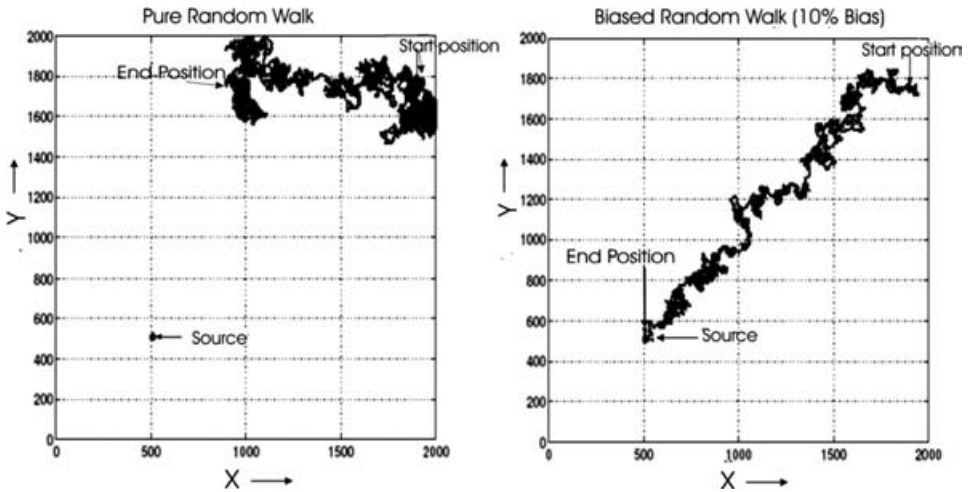 Pure Random Walk
2000
1800
1600
1400
1200
1000
800
600
400
200
0
Y
Start position
End Position
Source
0
500
1000
1500
2000
X
Biased Random Walk (10% Bias)
2000
1800
1600
1400
1200
1000
800
600
400
200
0
Y
Start position
End Position
Source
0
500
1000
1500
2000
X